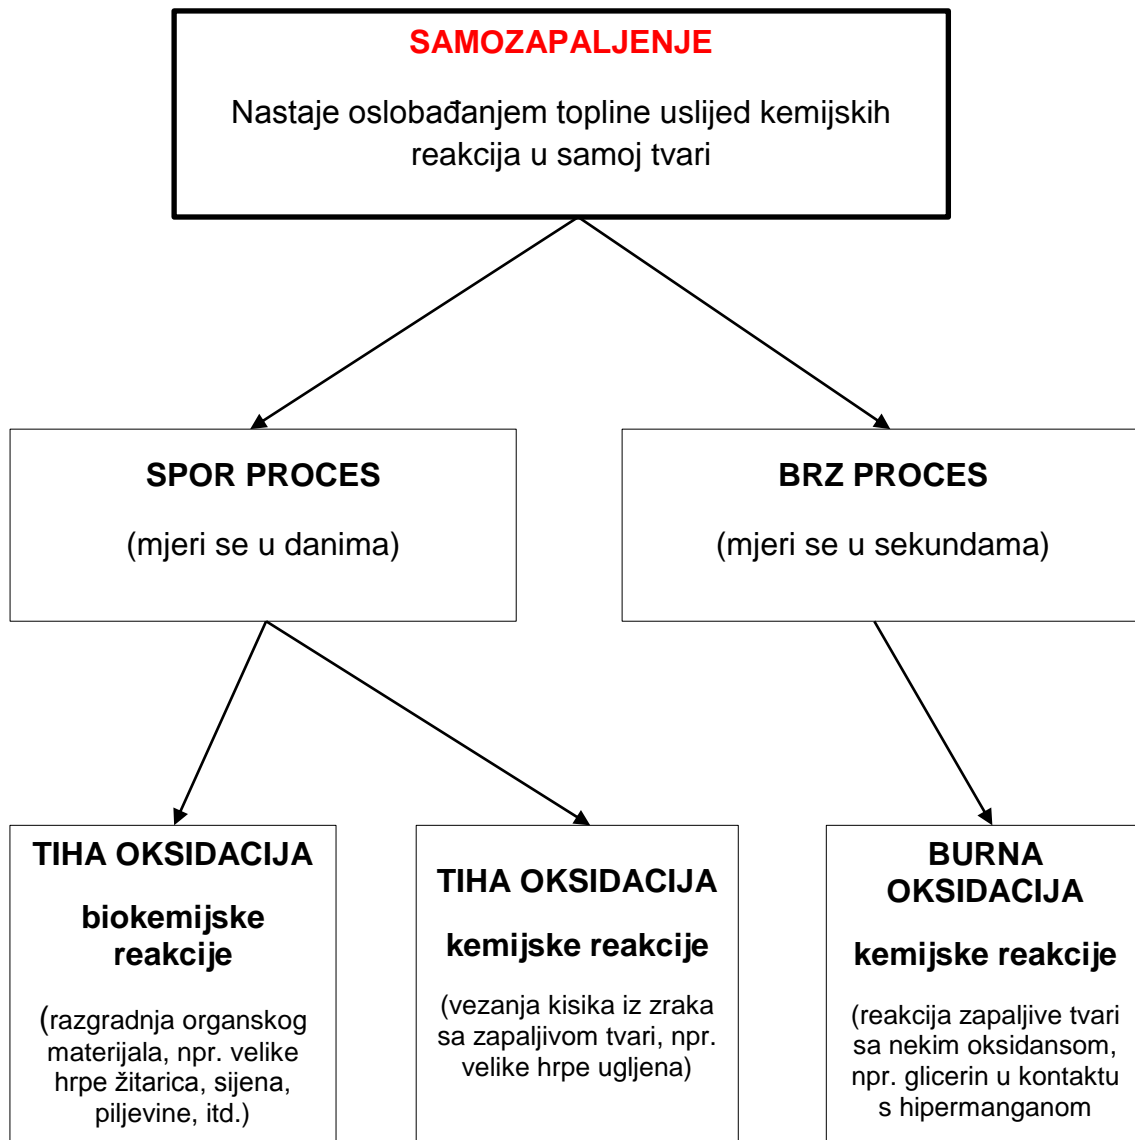 SAMOZAPALJENJE
Nastaje oslobađanjem topline uslijed kemijskih
reakcija u samoj tvari
SPOR PROCES
(mjeri se u danima)
BRZ PROCES
(mjeri se u sekundama)
TIHA OKSIDACIJA
biokemijske
reakcije
(razgradnja organskog
materijala, npr. velike
hrpe žitarica, sijena,
piljevine, itd.)
TIHA OKSIDACIJA
kemijske reakcije
(vezanja kisika iz zraka
sa zapaljivom tvari, npr.
velike hrpe ugljena)
BURNA
OKSIDACIJA
kemijske reakcije
(reakcija zapaljive tvari
sa nekim oksidansom,
npr. glicerin u kontaktu
s hipermanganom